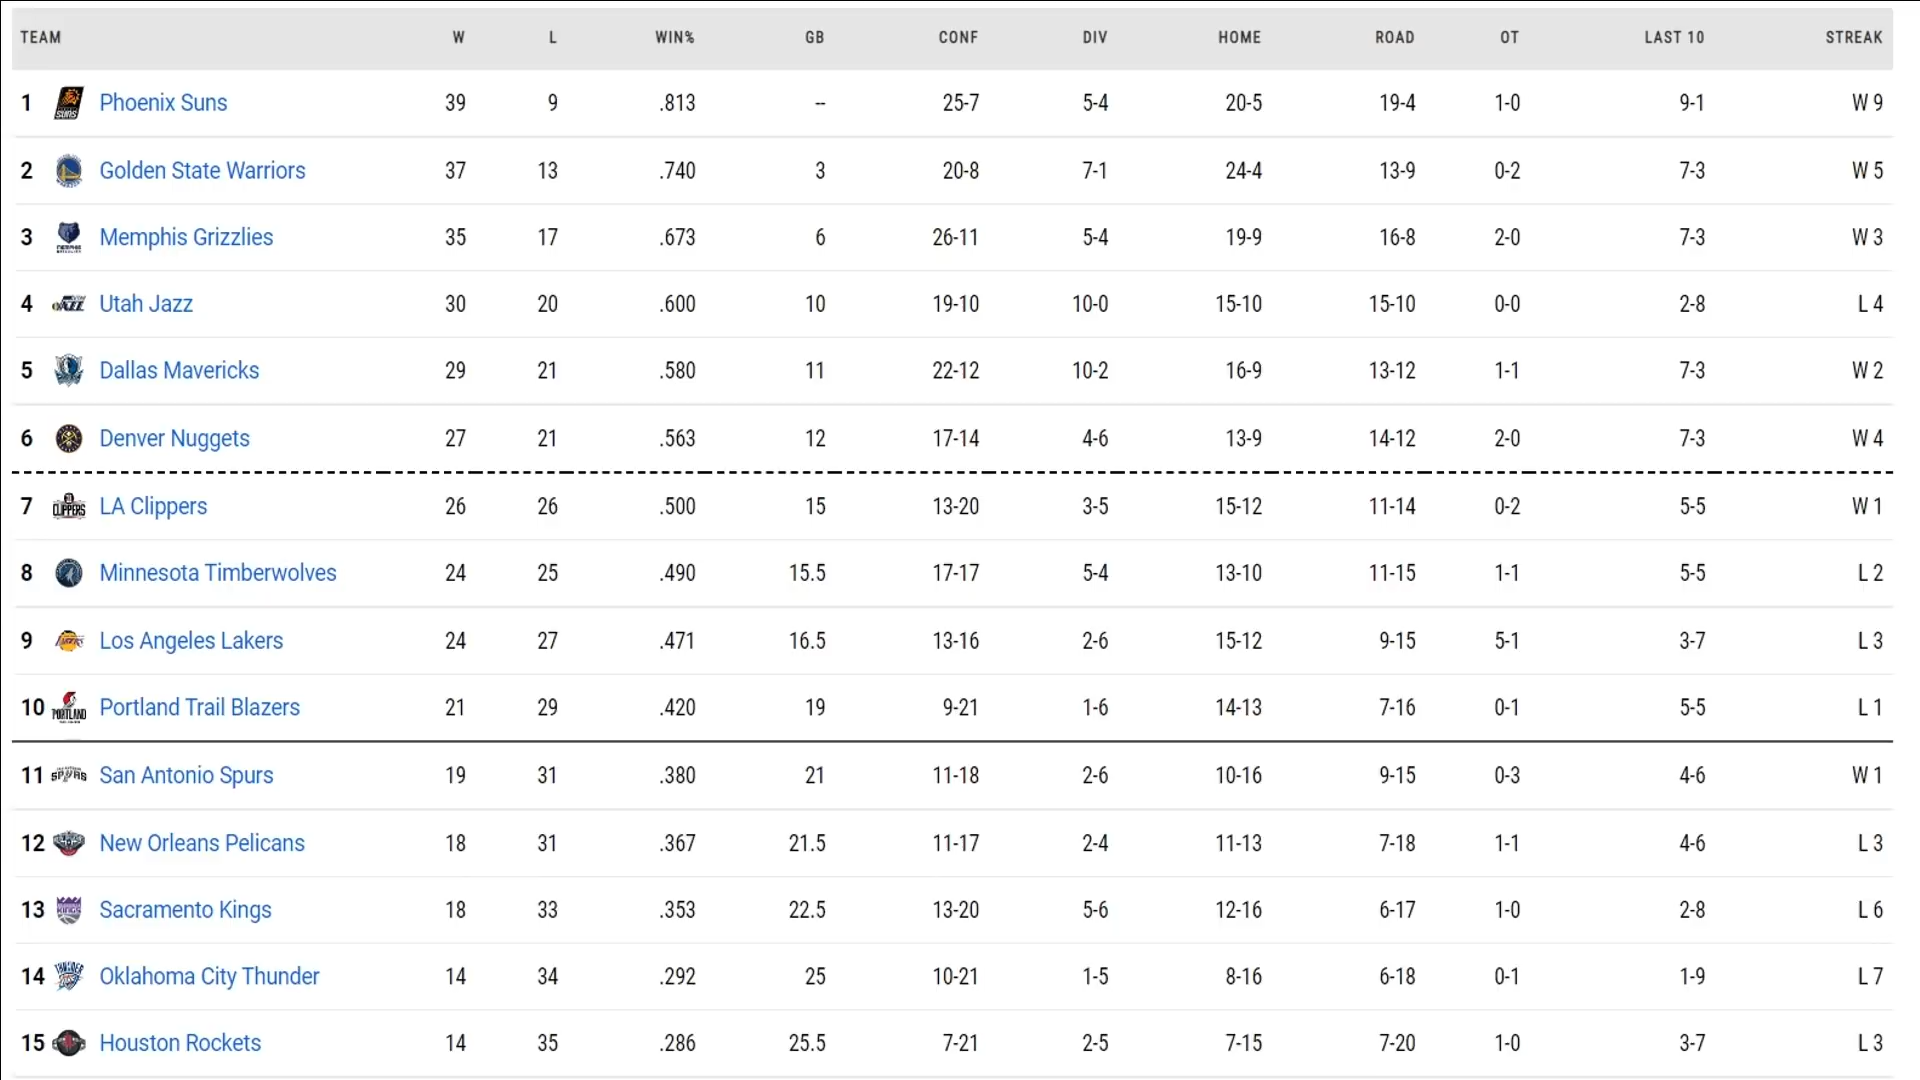 TEAM W L WIN% GB CONF DIV HOME ROAD OT LAST 10 STREAK
1 Phoenix Suns 39 9 .813 -- 25-7 5-4 20-5 19-4 1-0 9-1 W 9
2 Golden State Warriors 37 13 .740 3 20-8 7-1 24-4 13-9 0-2 7-3 W 5
3 Memphis Grizzlies 35 17 .673 6 26-11 5-4 19-9 16-8 2-0 7-3 W 3
4 Utah Jazz 30 20 .600 10 19-10 10-0 15-10 15-10 0-0 2-8 L 4
5 Dallas Mavericks 29 21 .580 11 22-12 10-2 16-9 13-12 1-1 7-3 W 2
6 Denver Nuggets 27 21 .563 12 17-14 4-6 13-9 14-12 2-0 7-3 W 4
7 CLIPPERS LA Clippers 26 26 .500 15 13-20 3-5 15-12 11-14 0-2 5-5 W 1
8 Minnesota Timberwolves 24 25 .490 15.5 17-17 5-4 13-10 11-15 1-1 5-5 L 2
9 Los Angeles Lakers 24 27 .471 16.5 13-16 2-6 15-12 9-15 5-1 3-7 L 3
10 PORTLAND Portland Trail Blazers 21 29 .420 19 9-21 1-6 14-13 7-16 0-1 5-5 L 1
11 SPURS San Antonio Spurs 19 31 .380 21 11-18 2-6 10-16 9-15 0-3 4-6 W 1
12 New Orleans Pelicans 18 31 .367 21.5 11-17 2-4 11-13 7-18 1-1 4-6 L 3
13 Sacramento Kings 18 33 .353 22.5 13-20 5-6 12-16 6-17 1-0 2-8 L 6
14 Oklahoma City Thunder 14 34 .292 25 10-21 1-5 8-16 6-18 0-1 1-9 L 7
15 Houston Rockets 14 35 .286 25.5 7-21 2-5 7-15 7-20 1-0 3-7 L 3